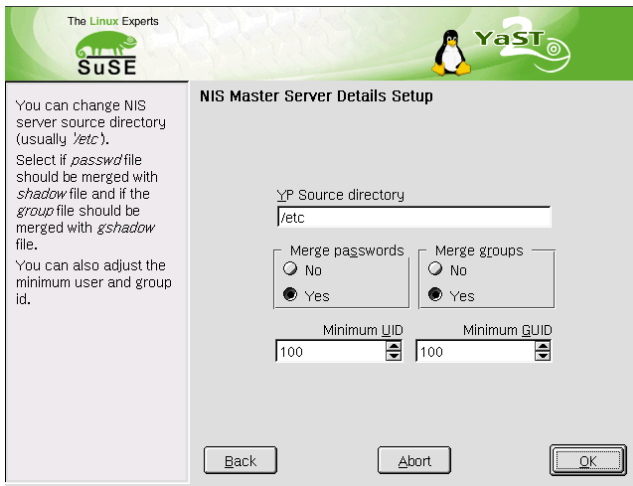 The Linux Experts
SuSE
YaST
2
You can change NIS
server source directory
(usually '/etc').
Select if passwd file
should be merged with
shadow file and if the
group file should be
merged with gshadow
file.
You can also adjust the
minimum user and group
id.
NIS Master Server Details Setup
YP Source directory
/etc
Merge passwords
No
Yes
Merge groups
No
Yes
Minimum UID
100
Minimum GUID
100
Back
Abort
OK